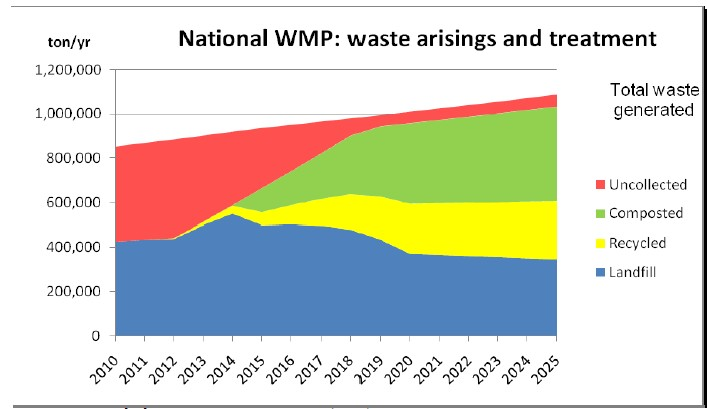 ton/yr
National WMP: waste arisings and treatment
1,200,000
1,000,000
800,000
600,000
400,000
200,000
0
2010
2011
2012
2013
2014
2015
2016
2017
2018
2019
2020
2021
2022
2023
2024
2025
Total waste
generated
Uncollected
Composted
Recycled
Landfill